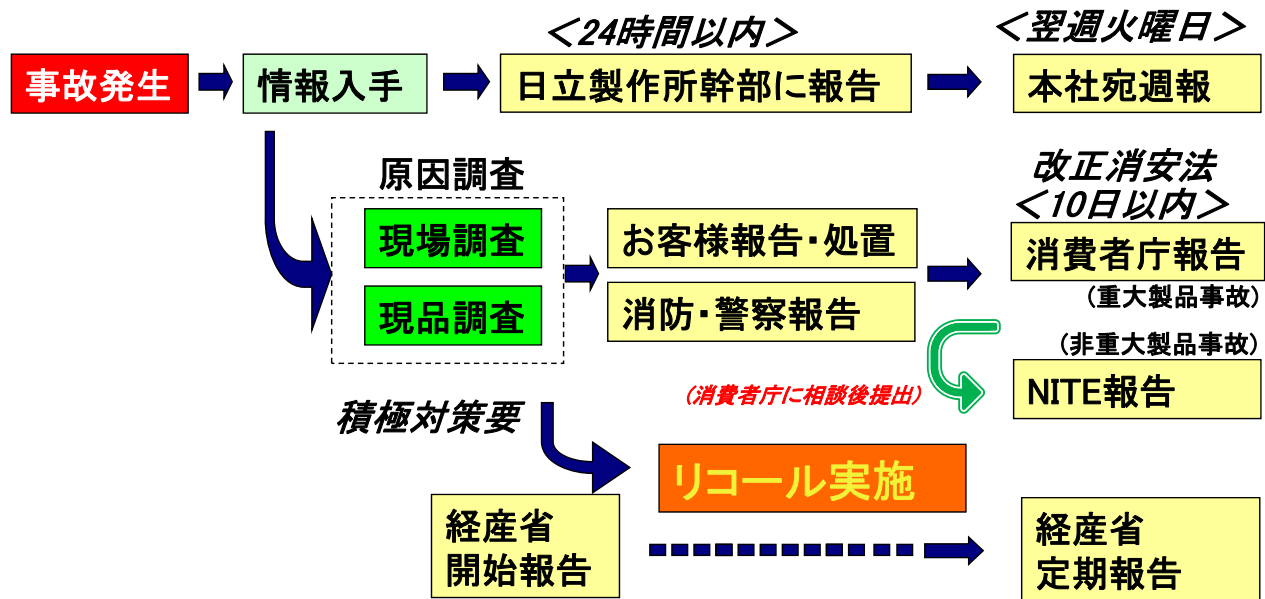 ＜24時間以内＞
＜翌週火曜日＞
事故発生
情報入手
日立製作所幹部に報告
本社宛週報
原因調査
現場調査
現品調査
お客様報告・処置
消防・警察報告
改正消安法
＜10日以内＞
消費者庁報告
(重大製品事故)
(非重大製品事故)
NITE報告
(消費者庁に相談後提出)
積極対策要
リコール実施
経産省
開始報告
経産省
定期報告